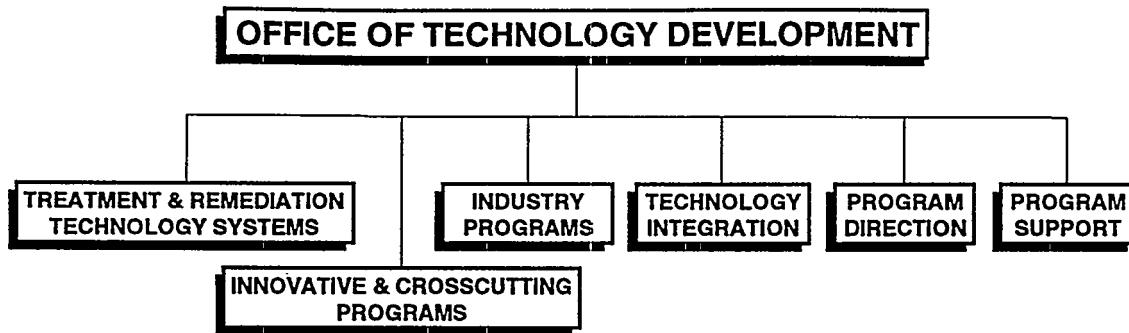 OFFICE OF TECHNOLOGY DEVELOPMENT
TREATMENT & REMEDIATION
TECHNOLOGY SYSTEMS
INNOVATIVE & CROSSCUTTING
PROGRAMS
INDUSTRY
PROGRAMS
TECHNOLOGY
INTEGRATION
PROGRAM
DIRECTION
PROGRAM
SUPPORT